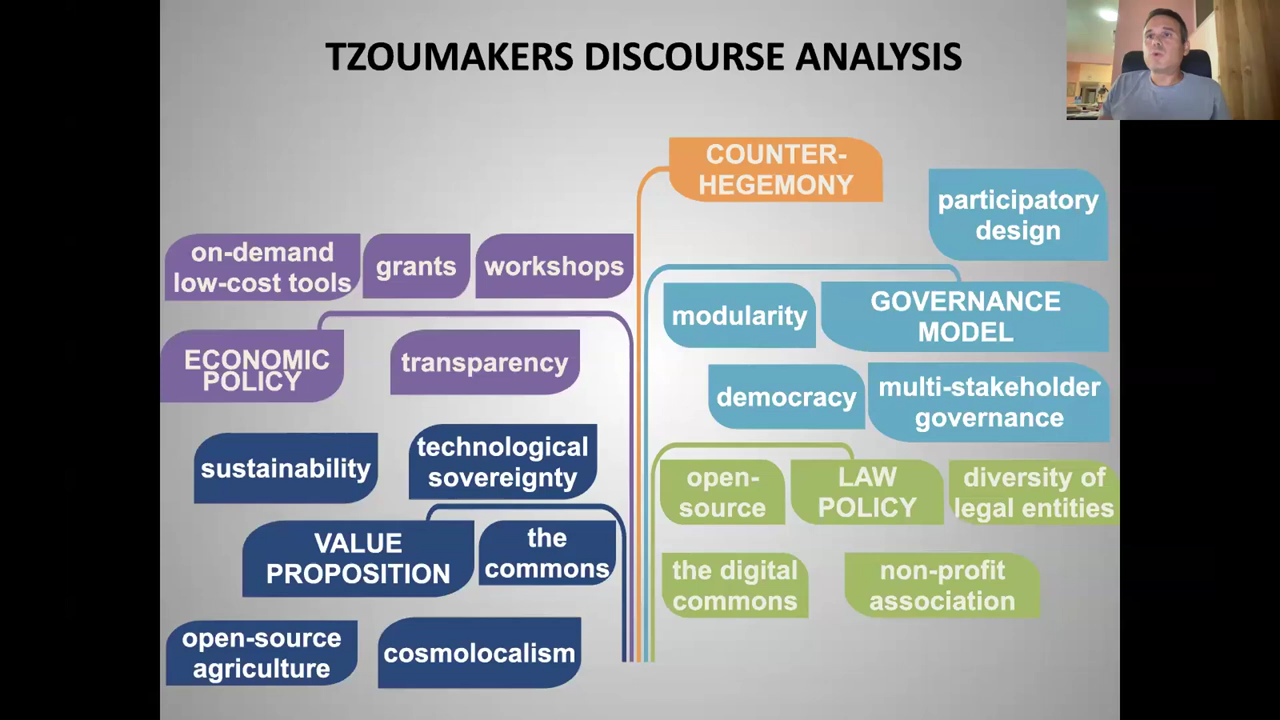 TZOUMAKERS DISCOURSE ANALYSIS
COUNTER-
HEGEMONY
participatory
design
on-demand
low-cost tools
grants
workshops
modularity
GOVERNANCE
MODEL
ECONOMIC
POLICY
transparency
democracy
multi-stakeholder
governance
sustainability
technological
sovereignty
open-
source
LAW
POLICY
diversity of
legal entities
VALUE
PROPOSITION
the
commons
the digital
commons
non-profit
association
open-source
agriculture
cosmolocalism